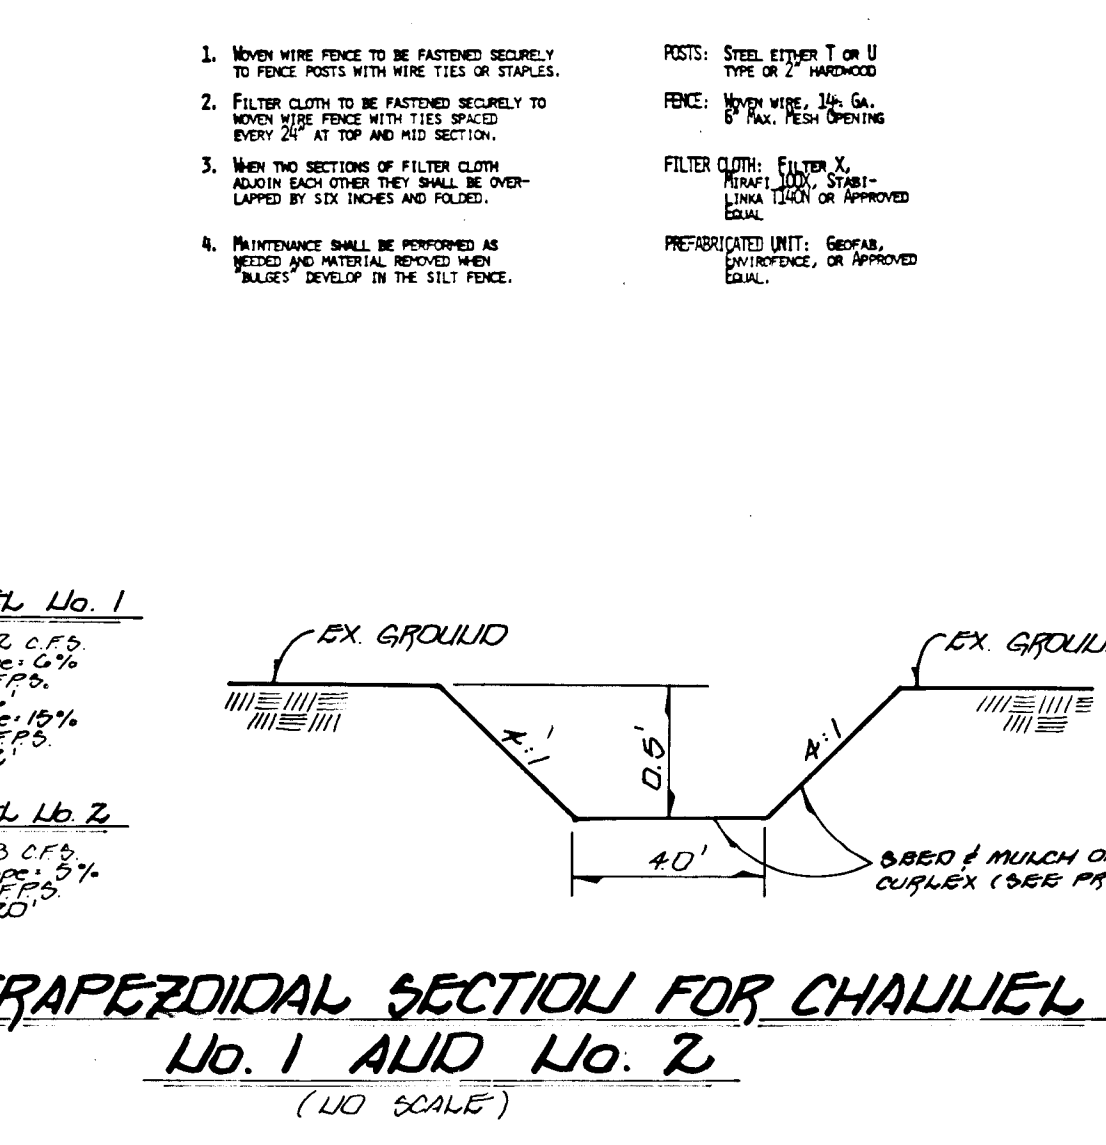 1. WOVEN WIRE FENCE TO BE FASTENED SECURELY
TO FENCE POSTS WITH WIRE TIES OR STAPLES.
2. FILTER CLOTH TO BE FASTENED SECURELY TO
WOVEN WIRE FENCE WITH TIES SPACED
EVERY 24" AT TOP AND MID SECTION.
3. WHEN TWO SECTIONS OF FILTER CLOTH
ADJOIN EACH OTHER THEY SHALL BE OVER-
LAPPED BY SIX INCHES AND FOLDED.
4. MAINTENANCE SHALL BE PERFORMED AS
NEEDED AND MATERIAL REMOVED WHEN
"BULGES" DEVELOP IN THE SILT FENCE.
POSTS: STEEL EITHER T OR U
TYPE OR 2" HARDWOOD
FENCE: WOVEN WIRE, 14½ GA.
6" MAX. MESH OPENING
FILTER CLOTH: FILTER X,
MIRAFI 100X, STABI-
LINKA T140N OR APPROVED
EQUAL
PREFABRICATED UNIT: GEOFAB,
ENVIROFENCE, OR APPROVED
EQUAL.
No. 1
C.F.S.
6%
F.P.S.
15%
F.P.S.
No. 2
C.F.S.
5%
F.P.S.
EX. GROUND
EX. GROUN
4:1
0.5'
4.0'
SEED & MULCH O
CURLEX (SEE PR
RAPEZOIDAL SECTION FOR CHANNEL
No. 1 AND No. 2
(NO SCALE)